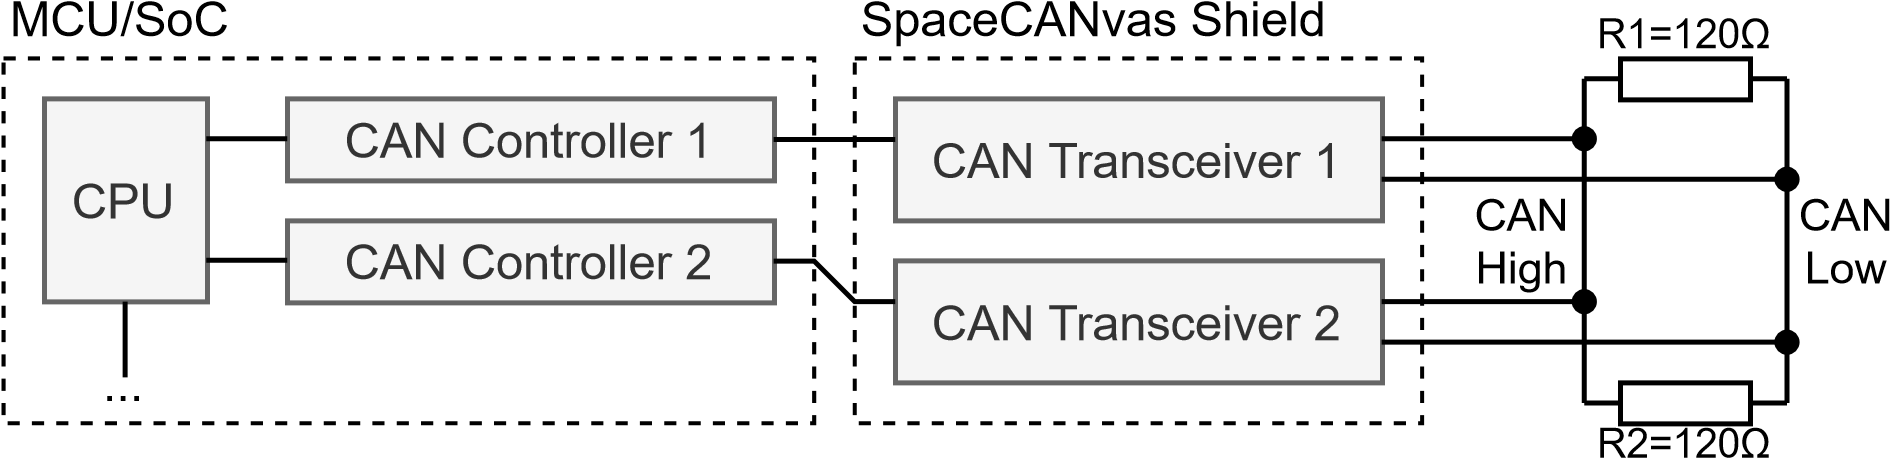 MCU/SoC
SpaceCANvas Shield
R1=120Ω
CPU
CAN Controller 1
CAN Controller 2
...
CAN Transceiver 1
CAN Transceiver 2
CAN
High
CAN
Low
R2=120Ω